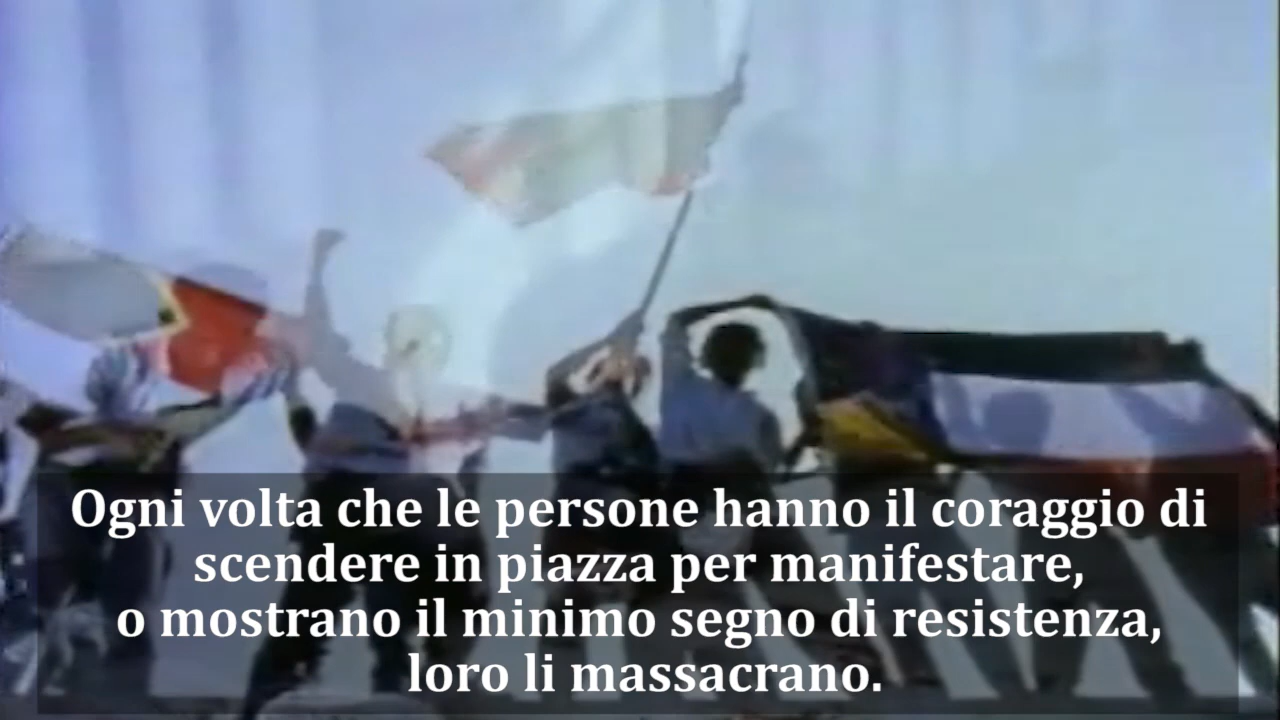 Ogni volta che le persone hanno il coraggio di
scendere in piazza per manifestare,
o mostrano il minimo segno di resistenza,
loro li massacrano.